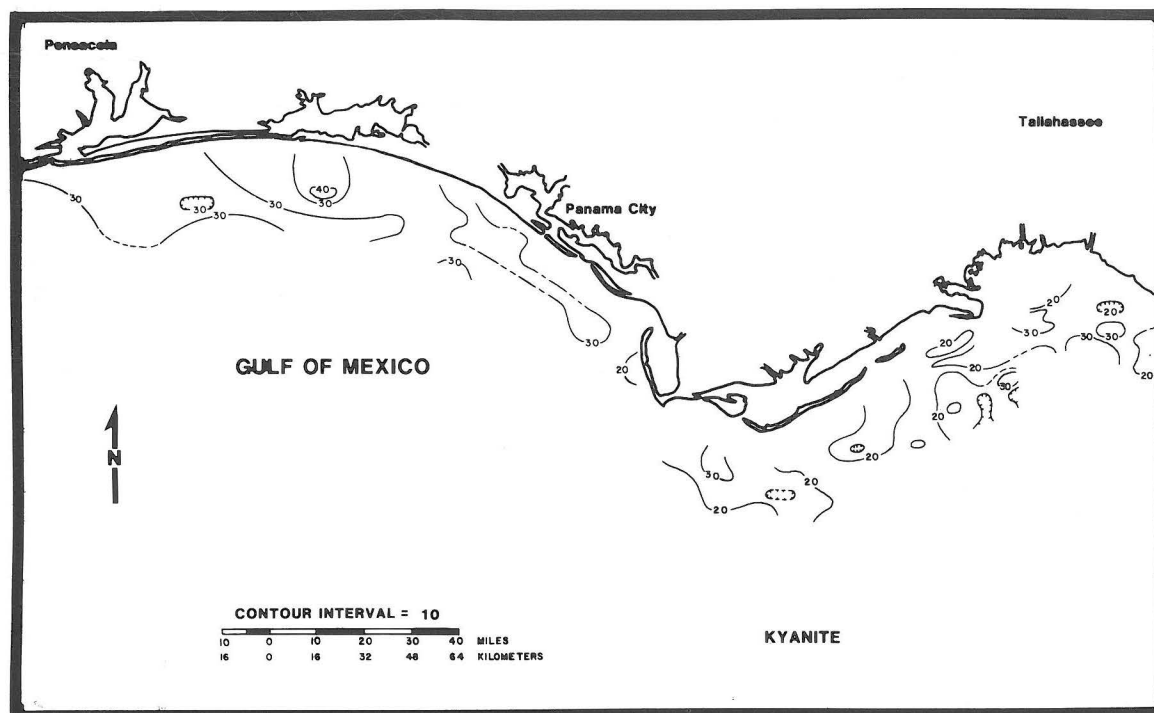 Pensacola
Tallahassee
Panama City
40
30
30
30
30
30
30
30
20
20
20
30
30
30
20
20
20
30
20
20
30
20
20
GULF OF MEXICO
N
CONTOUR INTERVAL = 10
10 0 10 20 30 40 MILES
16 0 16 32 48 64 KILOMETERS
KYANITE